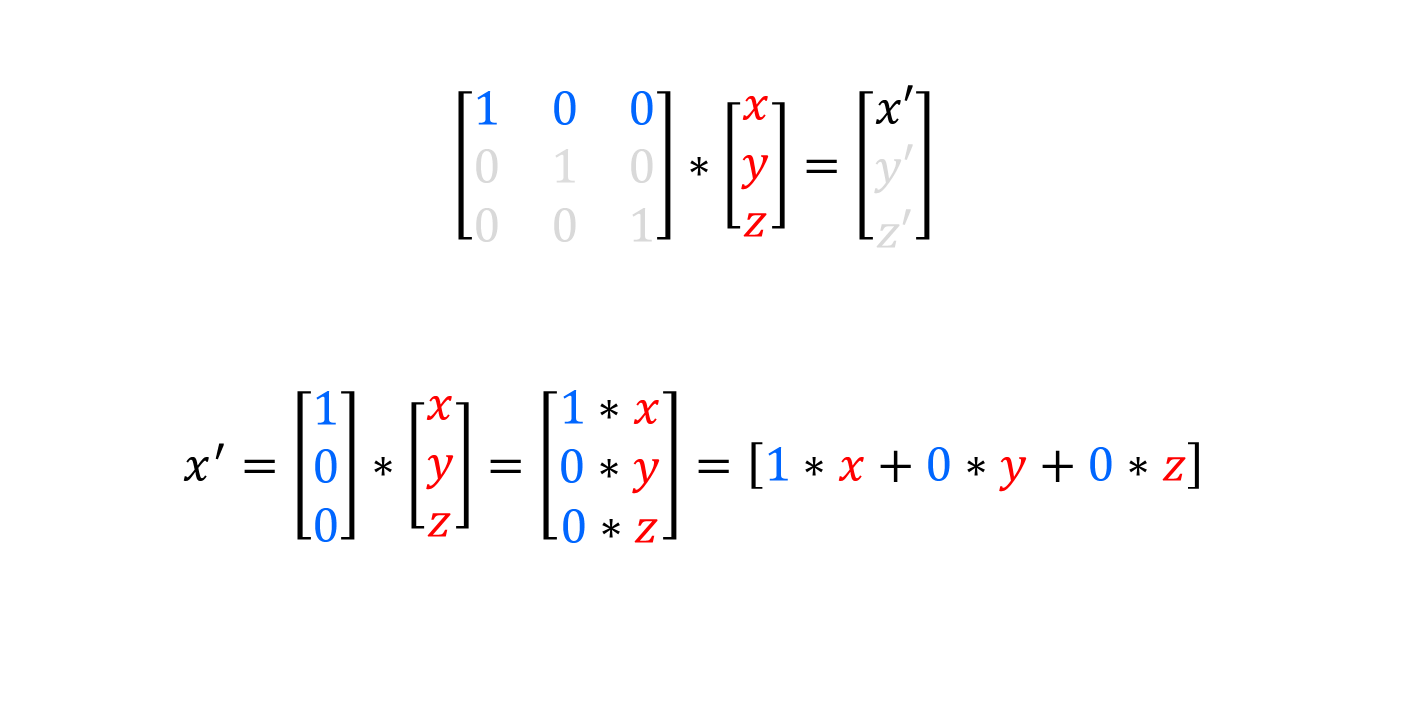 [1 0 0
0 1 0
0 0 1] * [x
y
z] = [x′
y′
z′]
x′ = [1
0
0] * [x
y
z] = [1 * x
0 * y
0 * z] = [1 * x + 0 * y + 0 * z]